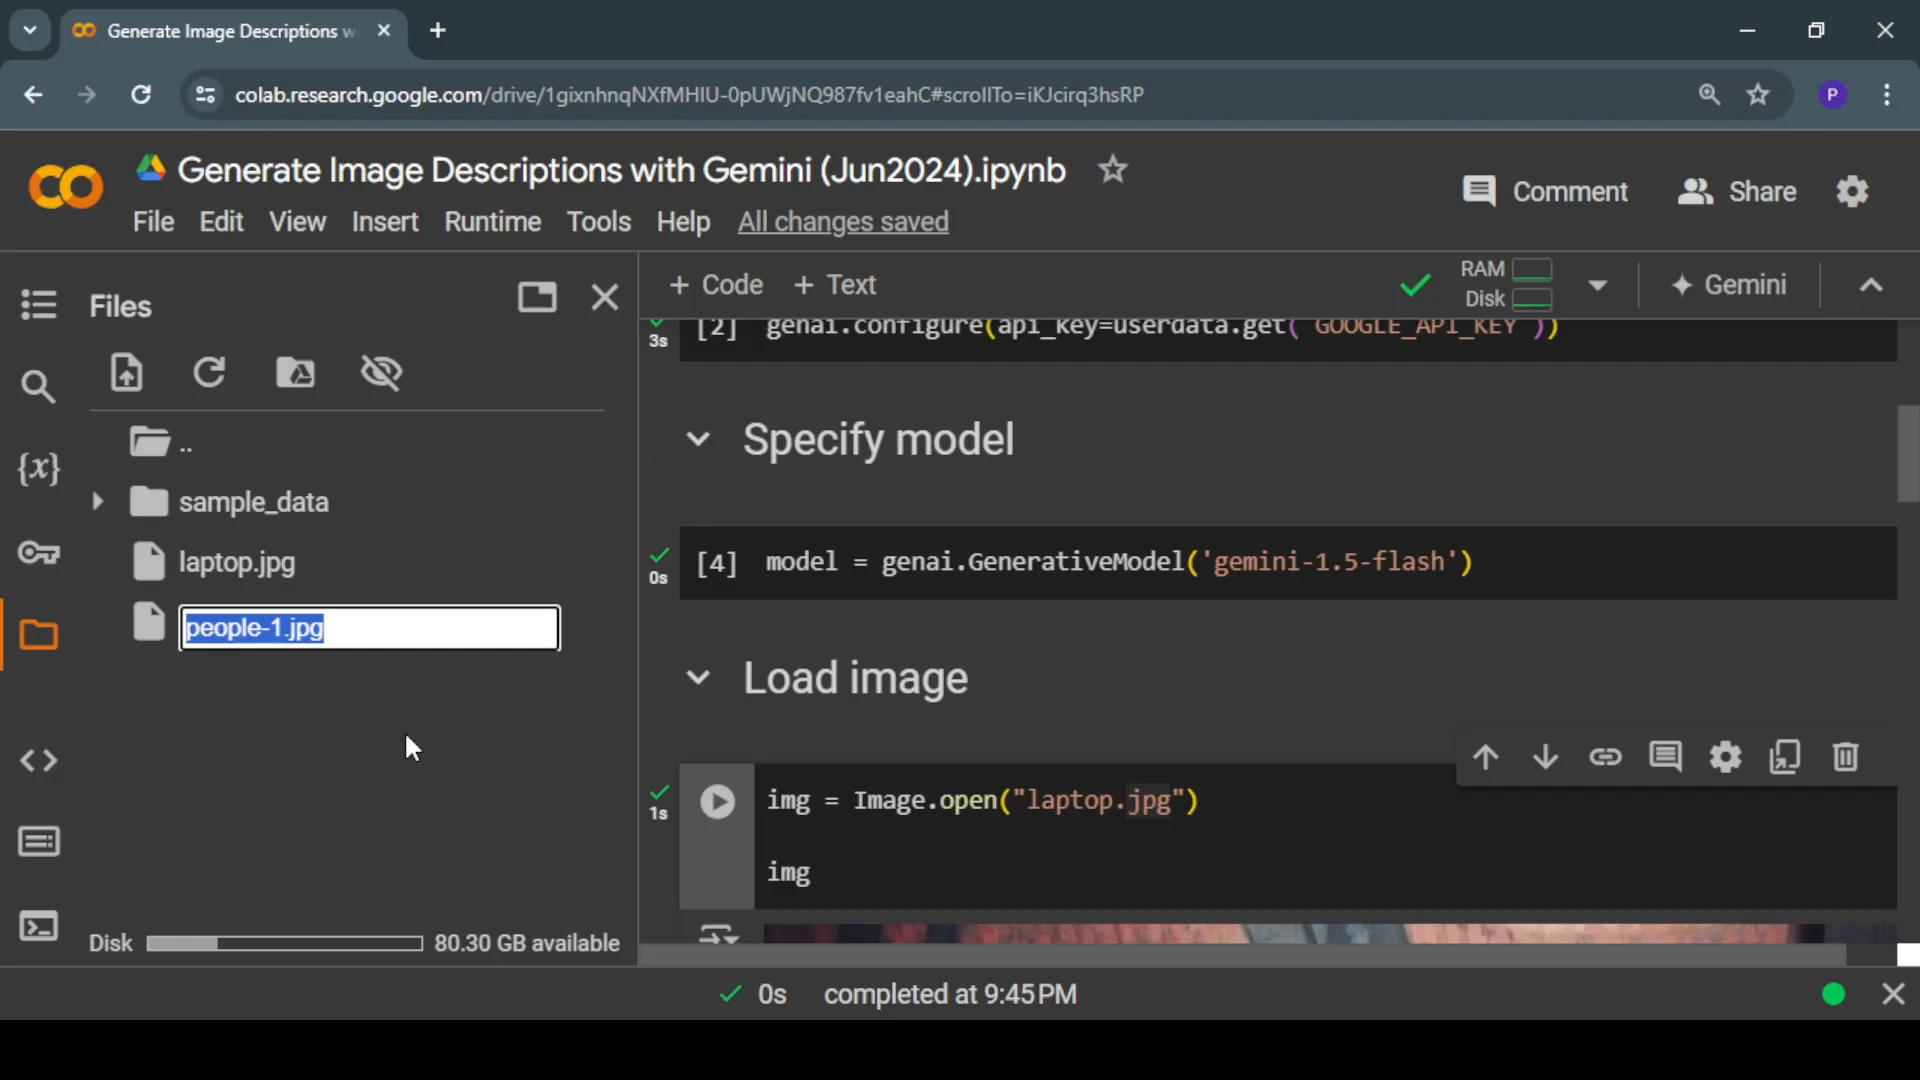 Generate Image Descriptions w
colab.research.google.com/drive/1gixnhnqNXfMHIU-0pUWjNQ987fv1eahC#scrollTo=iKJcirq3hsRP
P
Generate Image Descriptions with Gemini (Jun2024).ipynb
Comment
Share
File Edit View Insert Runtime Tools Help All changes saved
Files
+ Code + Text
RAM
Disk
Gemini
[2] genai.configure(api_key=userdata.get('GOOGLE_API_KEY'))
3s
..
Specify model
{x}
sample_data
laptop.jpg
[4] model = genai.GenerativeModel('gemini-1.5-flash')
0s
people-1.jpg
Load image
img = Image.open("laptop.jpg")
1s
img
Disk 80.30 GB available
0s completed at 9:45 PM